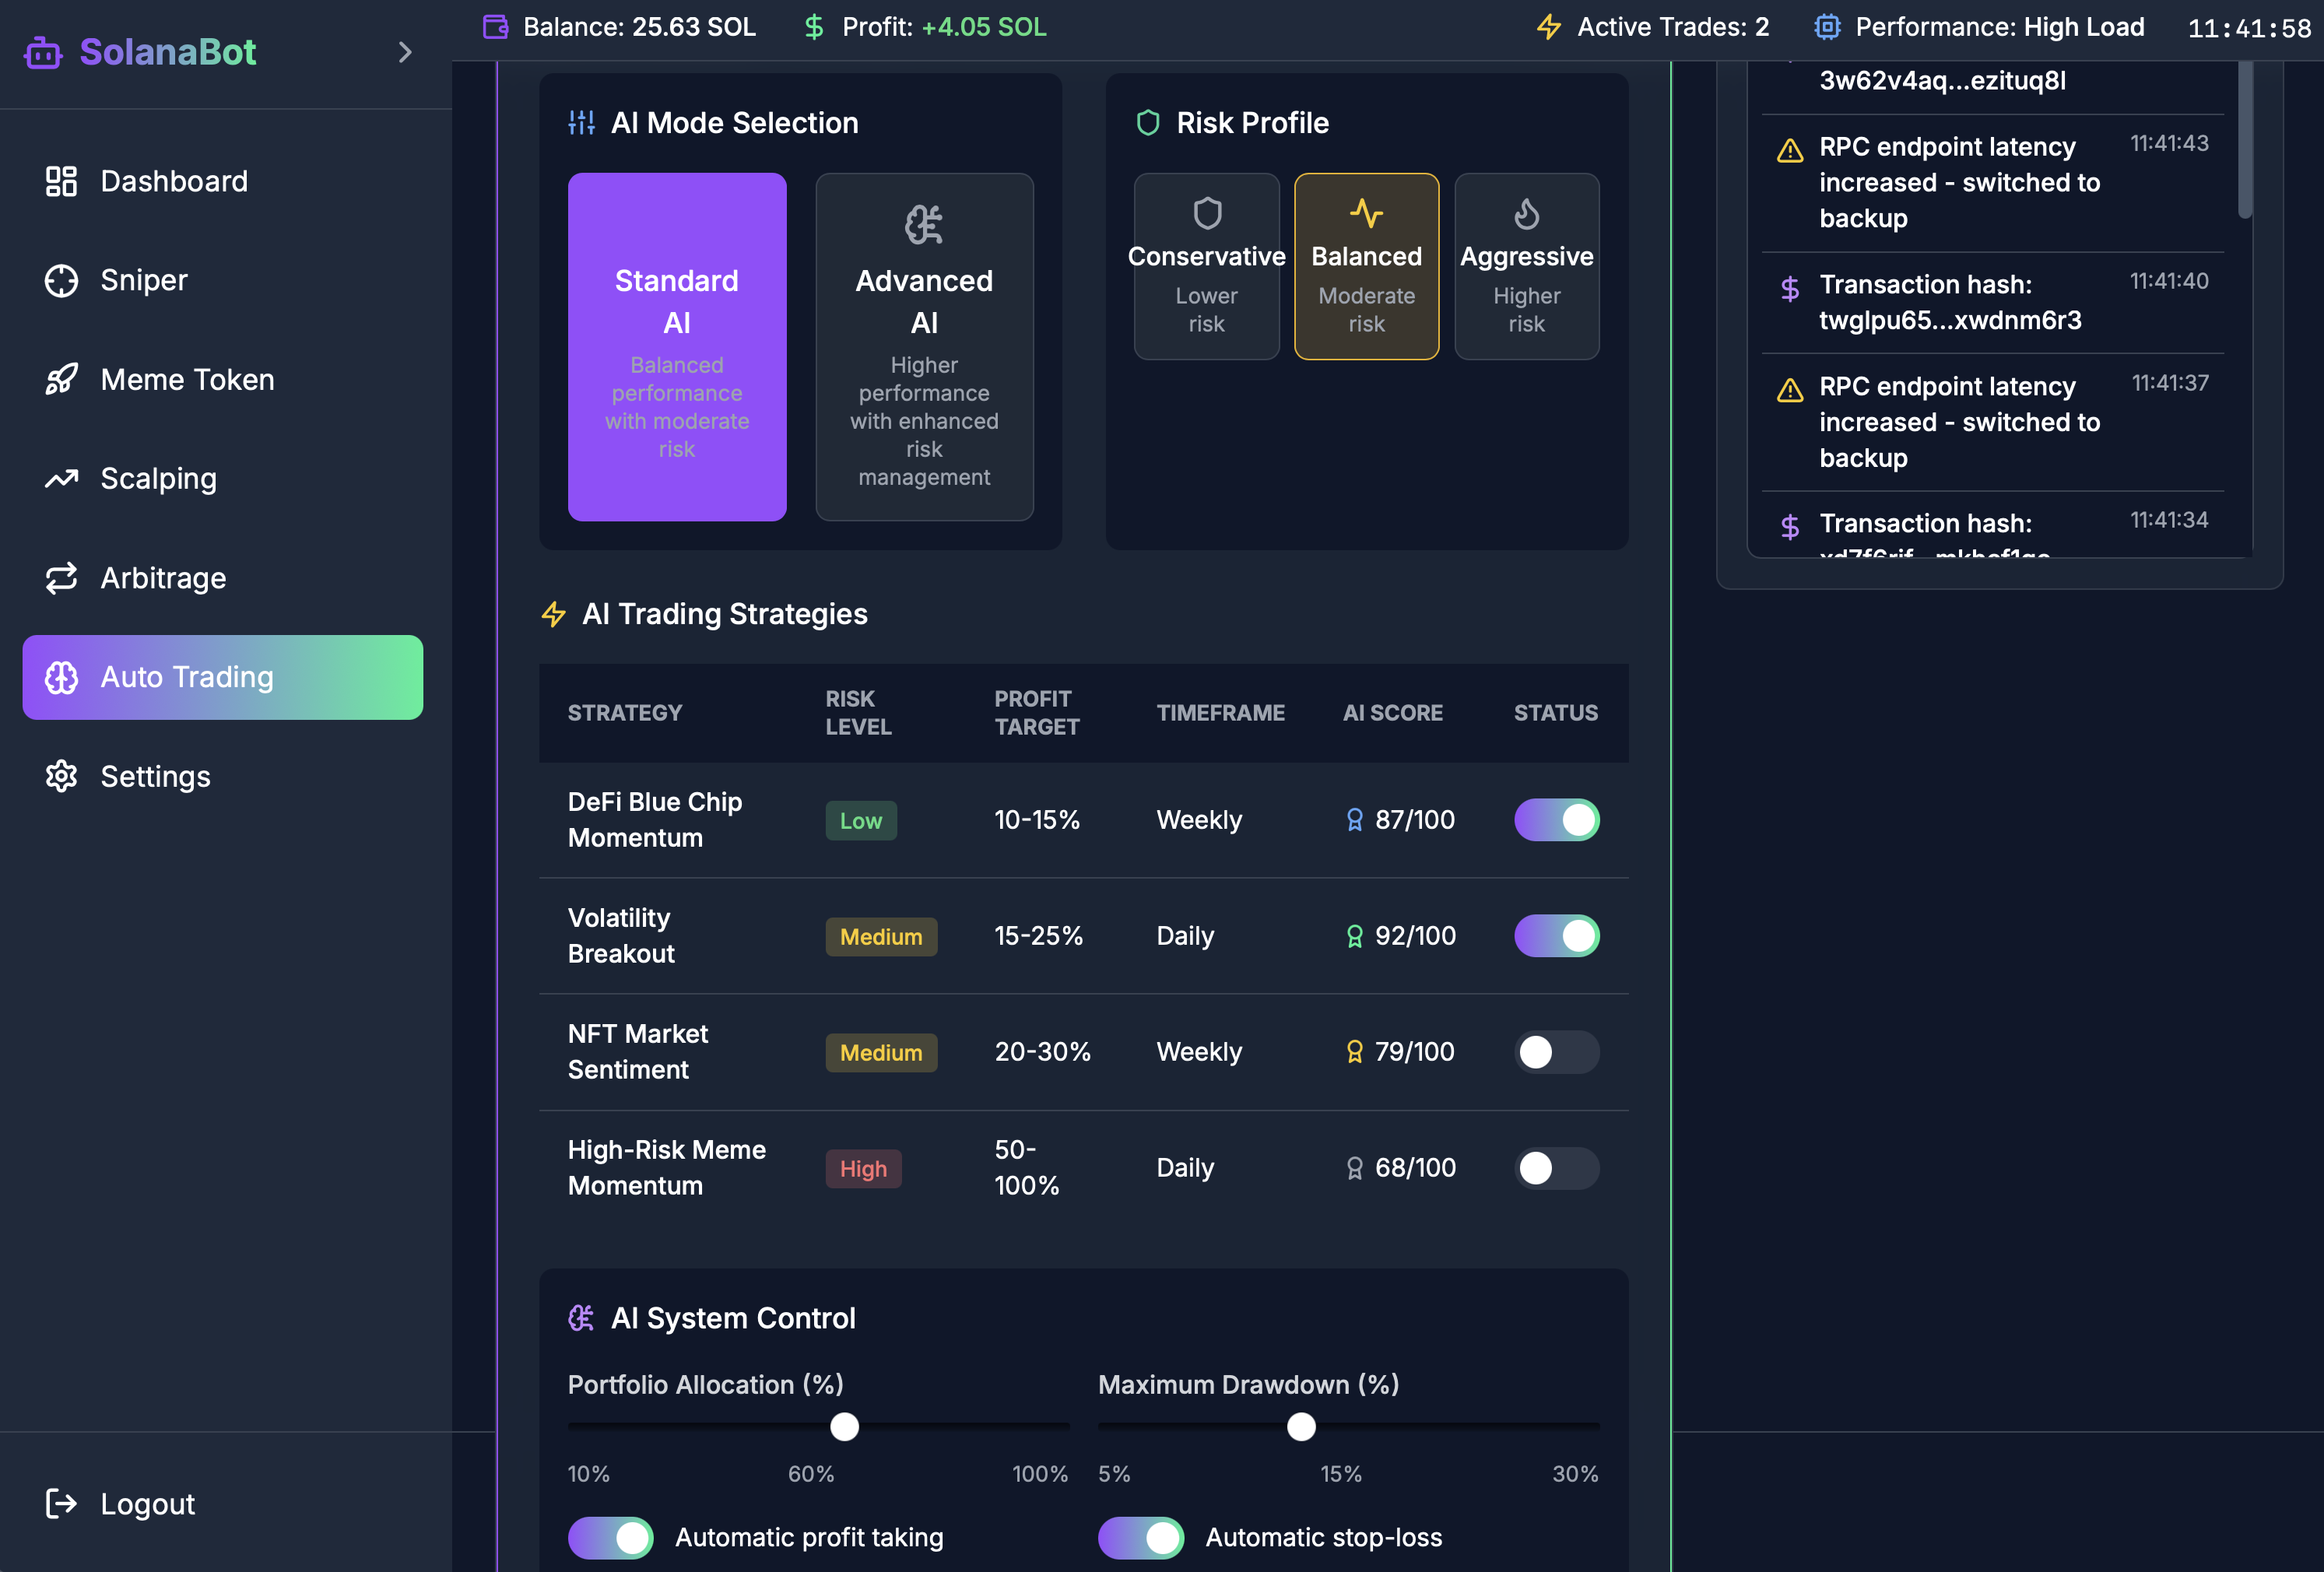 SolanaBot
Balance: 25.63 SOL
Profit: +4.05 SOL
Active Trades: 2
Performance: High Load
11:41:58
Dashboard
Sniper
Meme Token
Scalping
Arbitrage
Auto Trading
Settings
Logout
AI Mode Selection
Standard
AI
Balanced
performance
with moderate
risk
Advanced
AI
Higher
performance
with enhanced
risk
management
Risk Profile
Conservative
Lower
risk
Balanced
Moderate
risk
Aggressive
Higher
risk
AI Trading Strategies
STRATEGY
RISK
LEVEL
PROFIT
TARGET
TIMEFRAME
AI SCORE
STATUS
DeFi Blue Chip
Momentum
Low
10-15%
Weekly
87/100
Volatility
Breakout
Medium
15-25%
Daily
92/100
NFT Market
Sentiment
Medium
20-30%
Weekly
79/100
High-Risk Meme
Momentum
High
50-
100%
Daily
68/100
AI System Control
Portfolio Allocation (%)
10% 60% 100%
Automatic profit taking
Maximum Drawdown (%)
5% 15% 30%
Automatic stop-loss
3w62v4aq...ezituq8l
RPC endpoint latency
increased - switched to
backup
11:41:43
Transaction hash:
twglpu65...xwdnm6r3
11:41:40
RPC endpoint latency
increased - switched to
backup
11:41:37
Transaction hash:
11:41:34